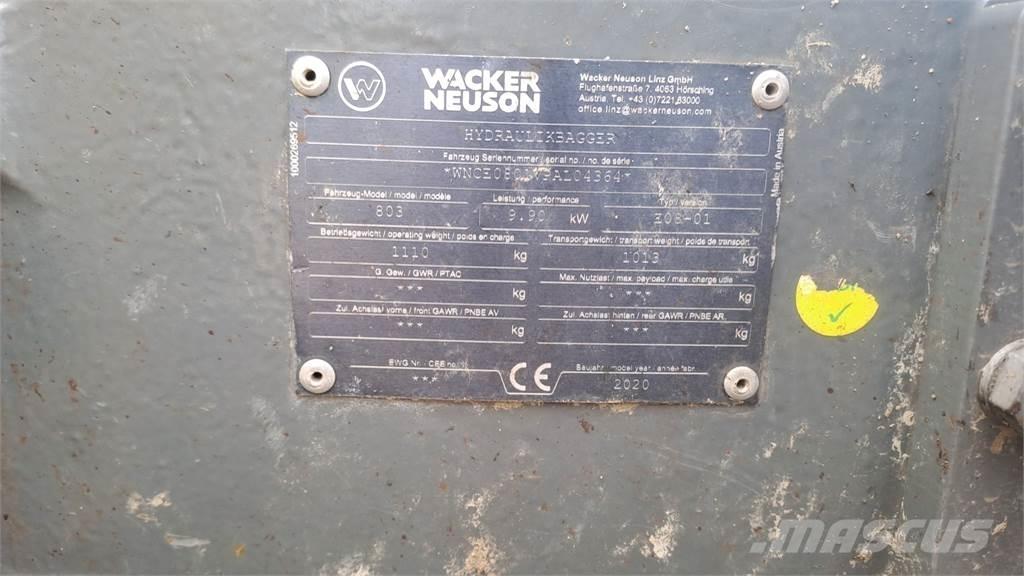 WACKER
NEUSON
Wacker Neuson Linz GmbH
Flughafenstraße 7, 4063 Hörsching
Austria, Tel. +43 (0)7221 63000
office.linz@wackerneuson.com
1000265612
Made in Austria
HYDRAULIKBAGGER
Fahrzeug Seriennummer / serial no. / no. de série
Fahrzeug-Model / model / modèle
Leistung / performance
Typ / version
803
9.90 kW
E08-01
Betriebsgewicht / operating weight / poids en charge
Transportgewicht / transport weight / poids de transport
1110 kg
1013 kg
G. Gew. / GWR / PTAC
Max. Nutzlast / max. payload / max. charge utile
*** kg
*** kg
Zul. Achslast vorne / front GAWR / PNBE AV
Zul. Achslast hinten / rear GAWR / PNBE AR
*** kg
*** kg
EWG Nr. / CEE no.
***
CE
Baujahr / model year / année fabr.
2020
MASCUS